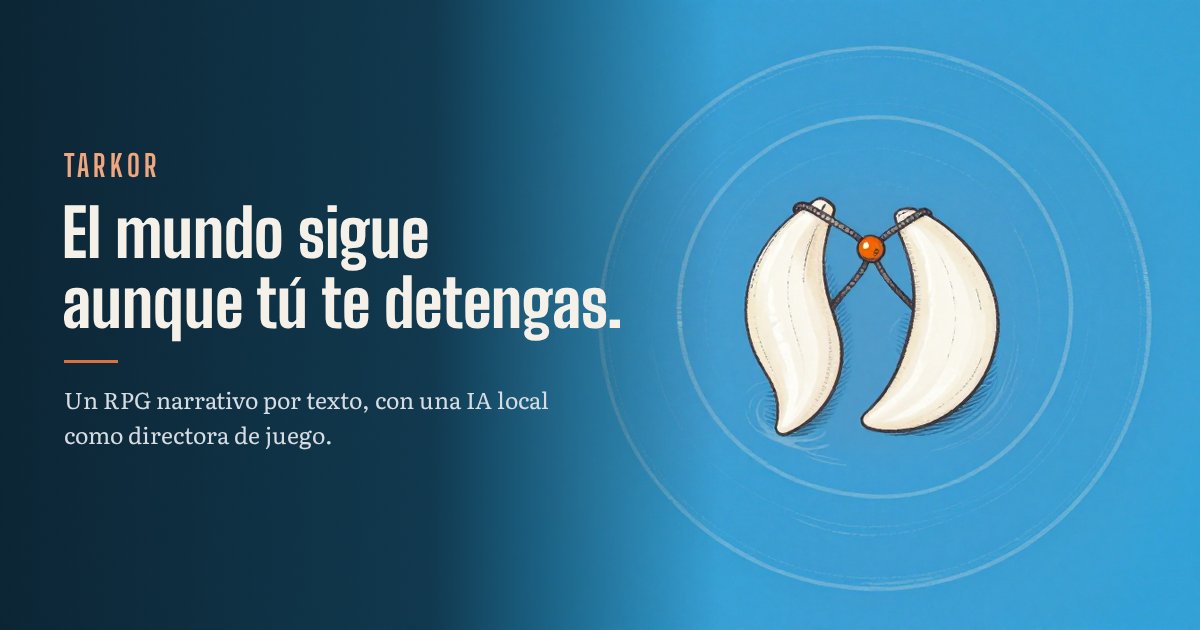 TARKOR
El mundo sigue
aunque tú te detengas.
Un RPG narrativo por texto, con una IA local
como directora de juego.